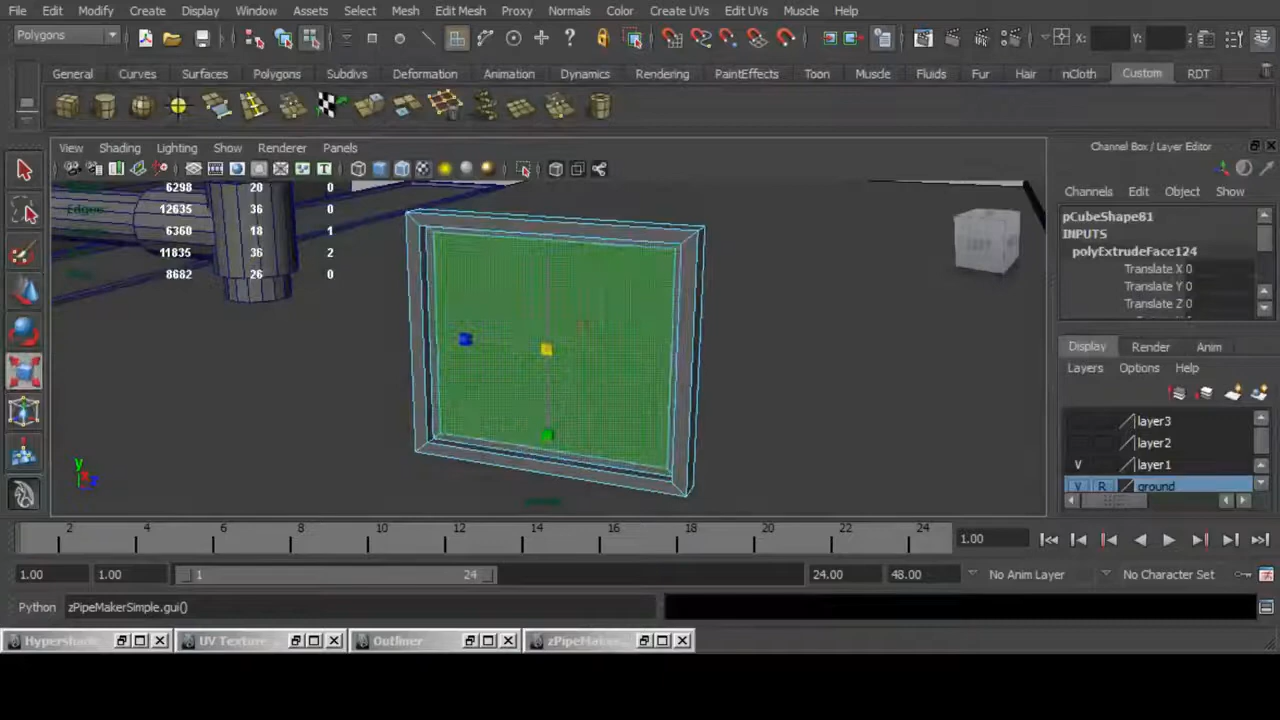 File Edit Modify Create Display Window Assets Select Mesh Edit Mesh Proxy Normals Color Create UVs Edit UVs Muscle Help
Polygons X: Y: Z
General Curves Surfaces Polygons Subdivs Deformation Animation Dynamics Rendering PaintEffects Toon Muscle Fluids Fur Hair nCloth Custom RDT
Channel Box / Layer Editor
View Shading Lighting Show Renderer Panels
Channels Edit Object Show
6298 20 0
Edges 12635 36 0
6360 18 1
11835 36 2
8682 26 0
pCubeShape81
INPUTS
polyExtrudeFace124
Translate X 0
Translate Y 0
Translate Z 0
Display Render Anim
Layers Options Help
layer3
layer2
V layer1
V R ground
y
2 4 6 8 10 12 14 16 18 20 22 24
1.00
1.00 1.00 1 24 24.00 48.00 No Anim Layer No Character Set
Python zPipeMakerSimple.gui()
Hypersha UV Texture Outliner zPipeMake